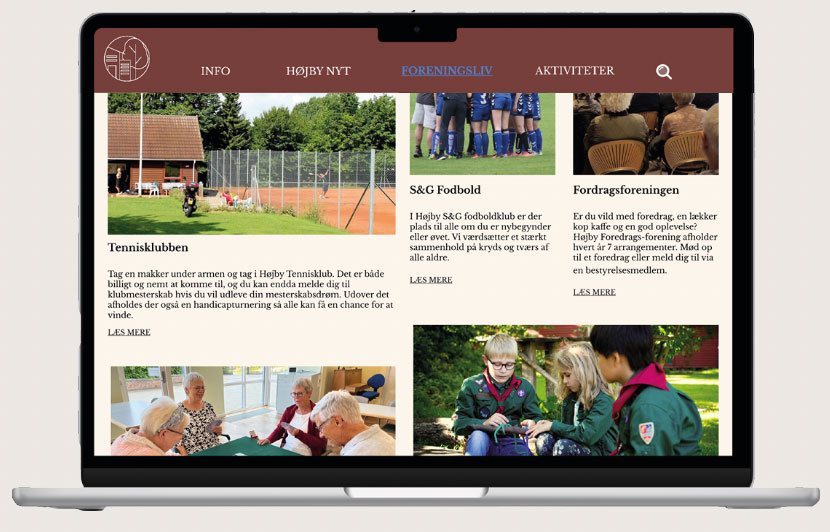 INFO
HØJBY NYT
FORENINGSLIV
AKTIVITETER
Tennisklubben
Tag en makker under armen og tag i Højby Tennisklub. Det er både
billigt og nemt at komme til, og du kan endda melde dig til
klubmesterskab hvis du vil udleve din mesterskabsdrøm. Udover det
afholdes der også en handicapturnering så alle kan få en chance for at
vinde.
LÆS MERE
S&G Fodbold
I Højby S&G fodboldklub er der
plads til alle om du er nybegynder
eller øvet. Vi værdsætter et stærkt
sammenhold på kryds og tværs af
alle aldre.
LÆS MERE
Fordragsforeningen
Er du vild med foredrag, en lækker
kop kaffe og en god oplevelse?
Højby Foredrags-forening afholder
hvert år 7 arrangementer. Mød op
til et foredrag eller meld dig til via
en bestyrelsesmedlem.
LÆS MERE